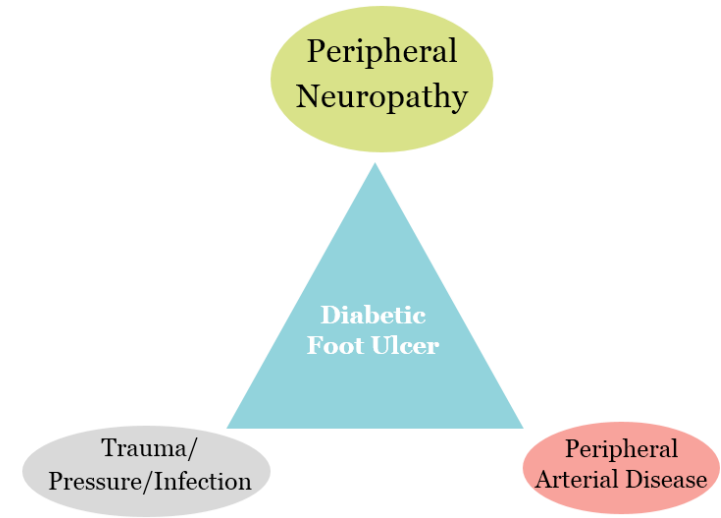 Peripheral
Neuropathy
Diabetic
Foot Ulcer
Trauma/
Pressure/Infection
Peripheral
Arterial Disease